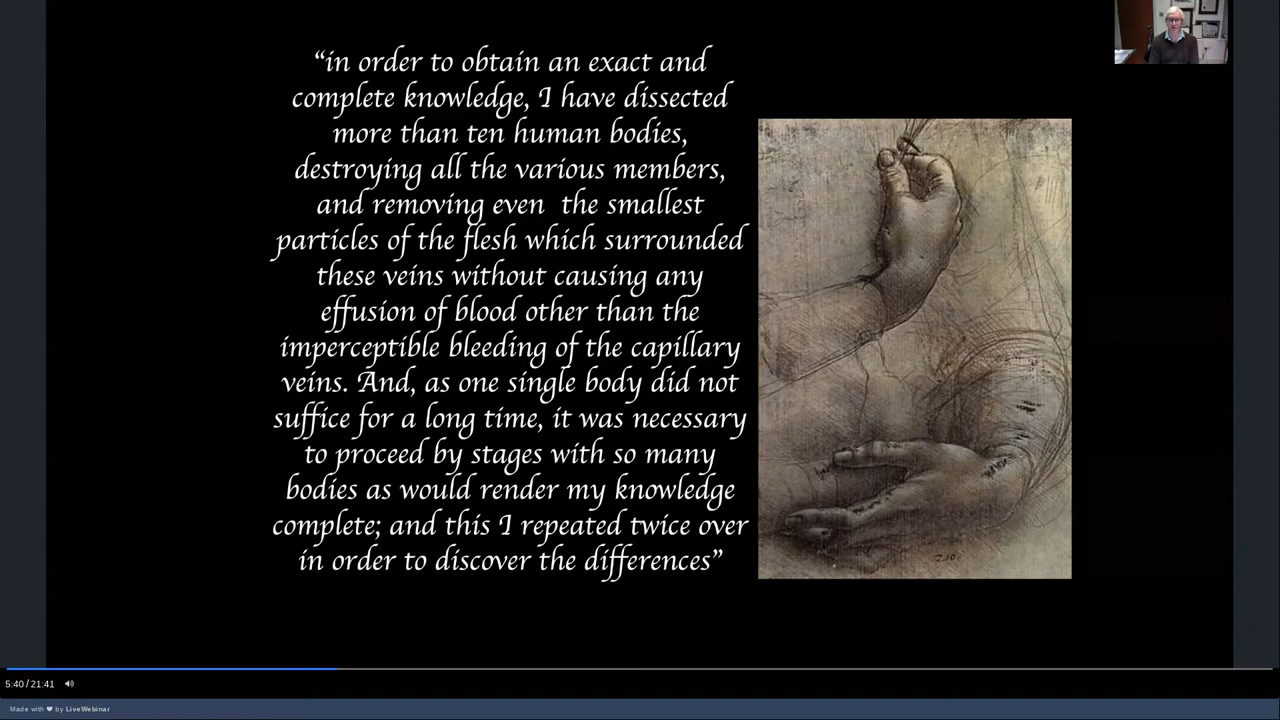 “in order to obtain an exact and
complete knowledge, I have dissected
more than ten human bodies,
destroying all the various members,
and removing even  the smallest
particles of the flesh which surrounded
these veins without causing any
effusion of blood other than the
imperceptible bleeding of the capillary
veins. And, as one single body did not
suffice for a long time, it was necessary
to proceed by stages with so many
bodies as would render my knowledge
complete; and this I repeated twice over
in order to discover the differences”
5:40 / 21:41
Made with ❤ by LiveWebinar